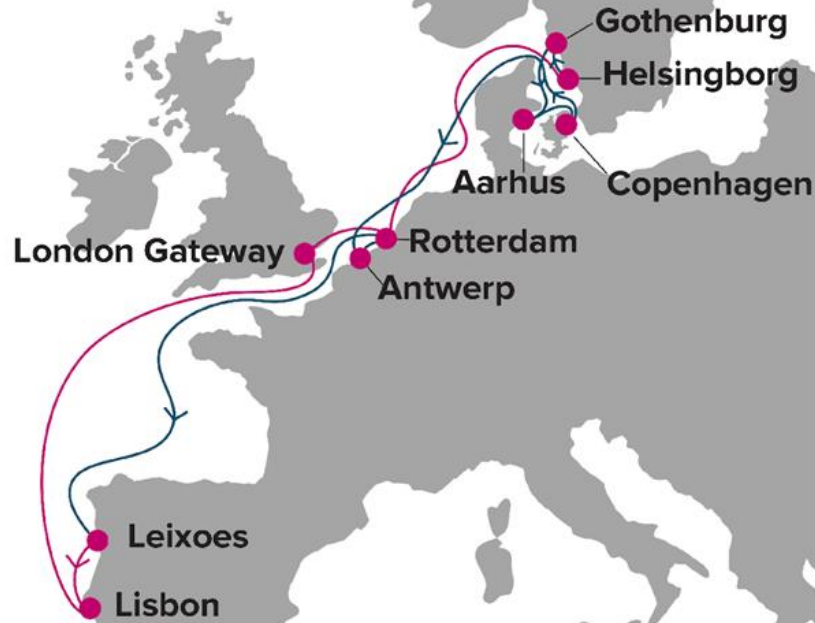 Gothenburg
Helsingborg
Aarhus
Copenhagen
London Gateway
Rotterdam
Antwerp
Leixoes
Lisbon